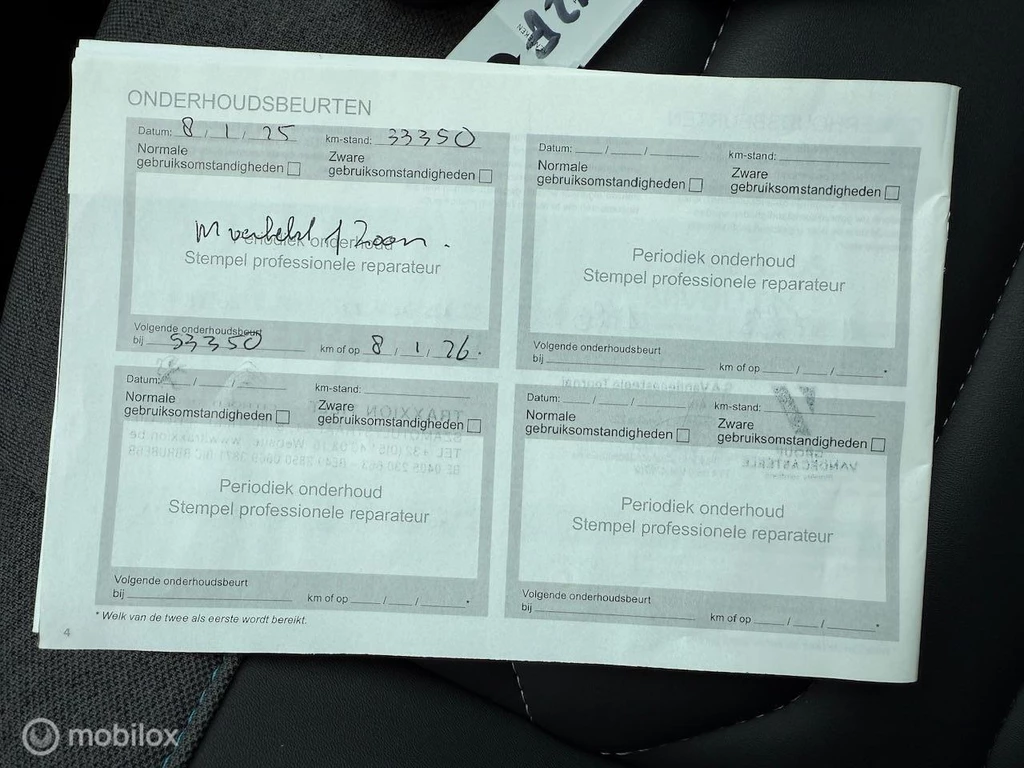 ONDERHOUDSBEURTEN
Datum: 8 / 1 / 25 km-stand: 33350
Normale gebruiksomstandigheden
Zware gebruiksomstandigheden
Zoon.
Periodiek onderhoud
Stempel professionele reparateur
Volgende onderhoudsbeurt
bij 53350 km of op 8 / 1 / 26.
Datum: / / km-stand:
Normale gebruiksomstandigheden
Zware gebruiksomstandigheden
Periodiek onderhoud
Stempel professionele reparateur
Volgende onderhoudsbeurt
bij km of op / / *
Datum: / / km-stand:
Normale gebruiksomstandigheden
Zware gebruiksomstandigheden
Periodiek onderhoud
Stempel professionele reparateur
Volgende onderhoudsbeurt
bij km of op / / *
Datum: / / km-stand:
Normale gebruiksomstandigheden
Zware gebruiksomstandigheden
Periodiek onderhoud
Stempel professionele reparateur
Volgende onderhoudsbeurt
bij km of op / / *
* Welk van de twee als eerste wordt bereikt.
4
mobilox